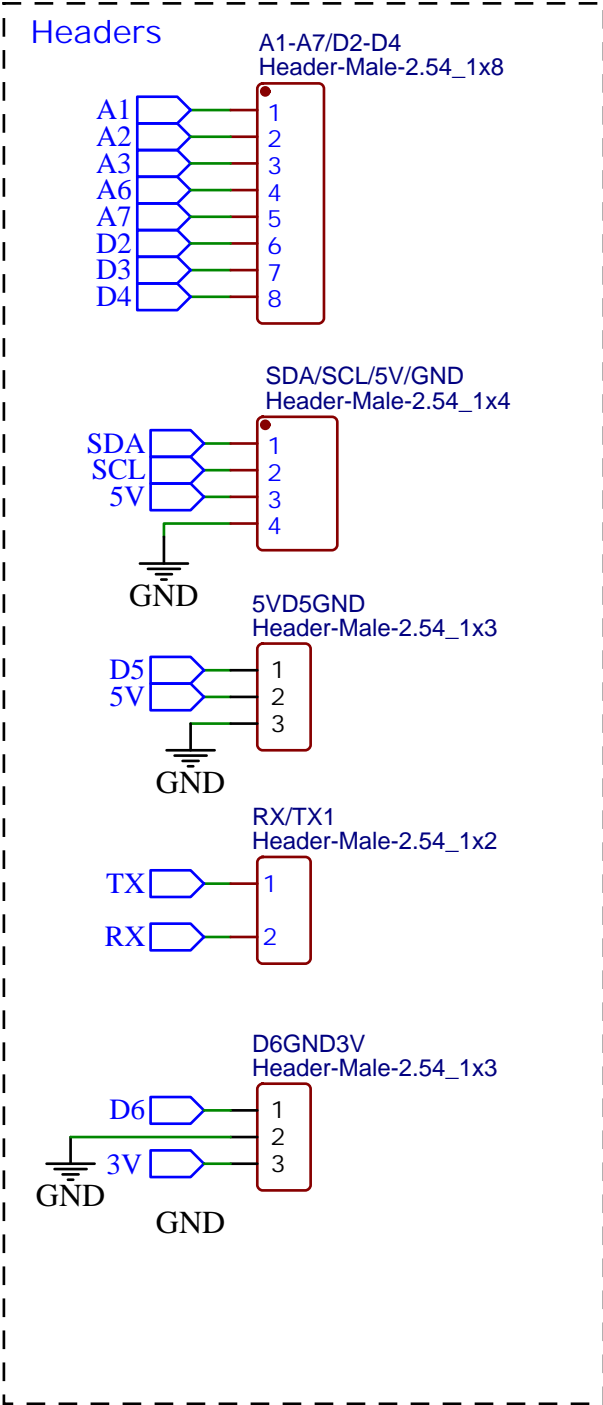 Headers
A1-A7/D2-D4
Header-Male-2.54_1x8
A1 1
A2 2
A3 3
A6 4
A7 5
D2 6
D3 7
D4 8
SDA/SCL/5V/GND
Header-Male-2.54_1x4
SDA 1
SCL 2
5V 3
4
GND
5VD5GND
Header-Male-2.54_1x3
D5 1
5V 2
3
GND
RX/TX1
Header-Male-2.54_1x2
TX 1
RX 2
D6GND3V
Header-Male-2.54_1x3
D6 1
2
3V 3
GND
GND